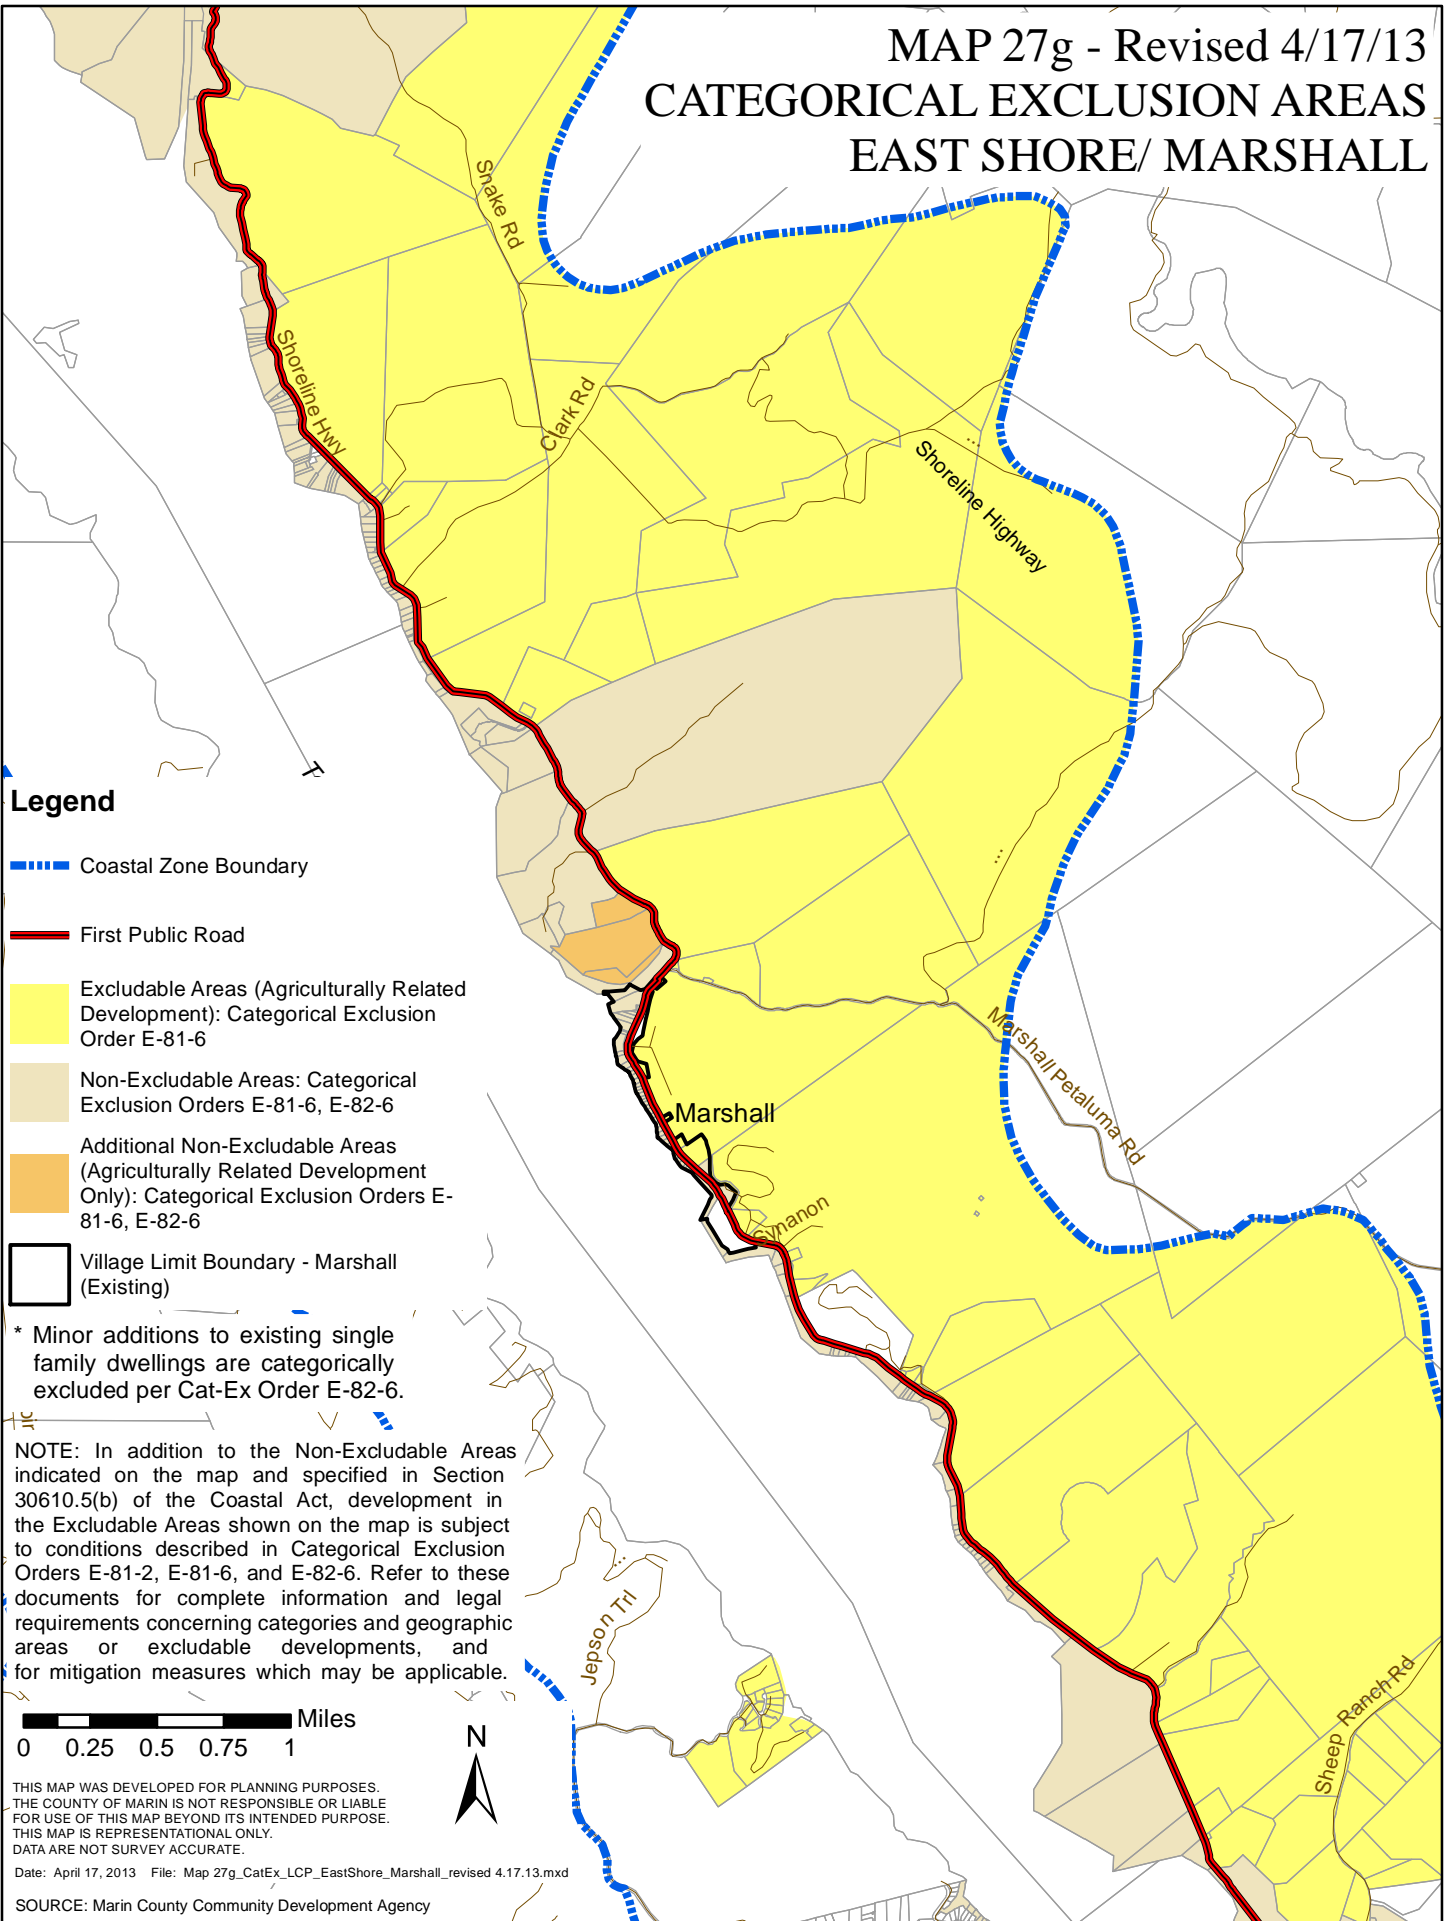 MAP 27g - Revised 4/17/13
CATEGORICAL EXCLUSION AREAS
EAST SHORE/ MARSHALL
Snake Rd
Shoreline Hwy
Clark Rd
Shoreline Highway
Marshall Petaluma Rd
Marshall
Synanon
Jepson Trl
Sheep Ranch Rd
Legend
Coastal Zone Boundary
First Public Road
Excludable Areas (Agriculturally Related
Development): Categorical Exclusion
Order E-81-6
Non-Excludable Areas: Categorical
Exclusion Orders E-81-6, E-82-6
Additional Non-Excludable Areas
(Agriculturally Related Development
Only): Categorical Exclusion Orders E-
81-6, E-82-6
Village Limit Boundary - Marshall
(Existing)
* Minor additions to existing single
family dwellings are categorically
excluded per Cat-Ex Order E-82-6.
NOTE: In addition to the Non-Excludable Areas
indicated on the map and specified in Section
30610.5(b) of the Coastal Act, development in
the Excludable Areas shown on the map is subject
to conditions described in Categorical Exclusion
Orders E-81-2, E-81-6, and E-82-6. Refer to these
documents for complete information and legal
requirements concerning categories and geographic
areas or excludable developments, and
for mitigation measures which may be applicable.
Miles
0 0.25 0.5 0.75 1
N
THIS MAP WAS DEVELOPED FOR PLANNING PURPOSES.
THE COUNTY OF MARIN IS NOT RESPONSIBLE OR LIABLE
FOR USE OF THIS MAP BEYOND ITS INTENDED PURPOSE.
THIS MAP IS REPRESENTATIONAL ONLY.
DATA ARE NOT SURVEY ACCURATE.
Date: April 17, 2013 File: Map 27g_CatEx_LCP_EastShore_Marshall_revised 4.17.13.mxd
SOURCE: Marin County Community Development Agency